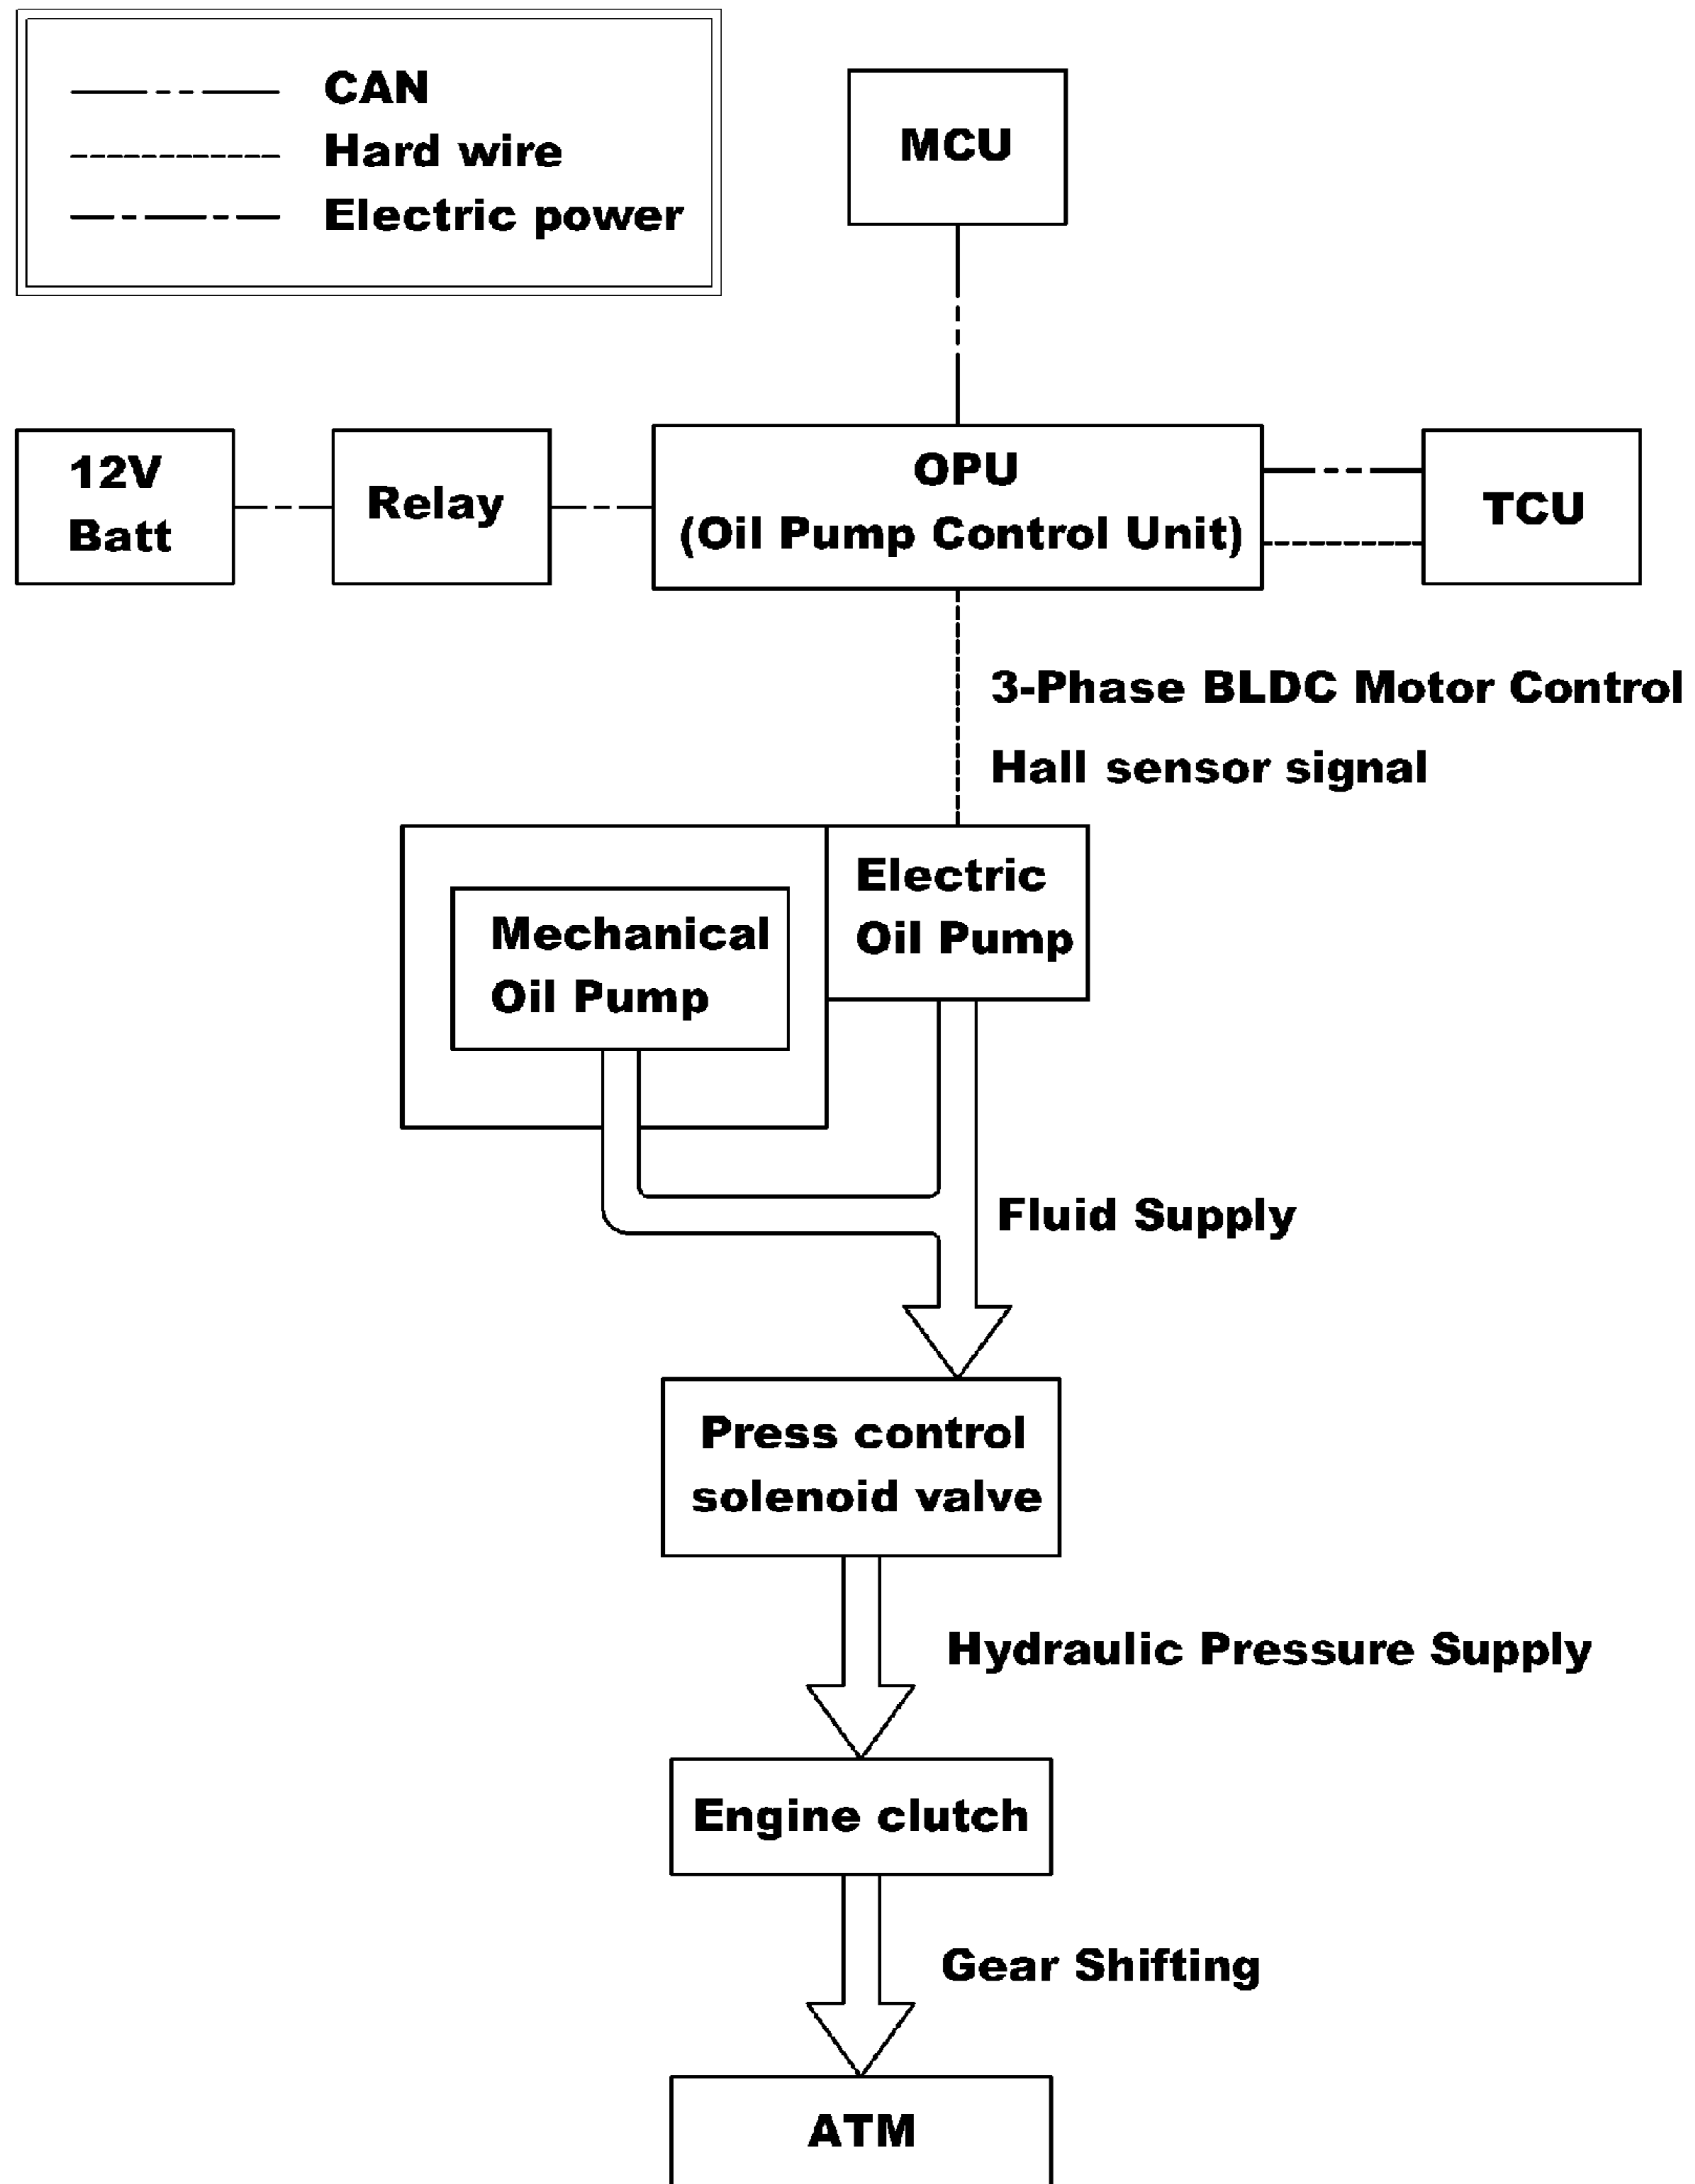 CAN
Hard wire
Electric power
MCU
12V
Batt
Relay
OPU
(Oil Pump Control Unit)
TCU
3-Phase BLDC Motor Control
Hall sensor signal
Electric
Oil Pump
Mechanical
Oil Pump
Fluid Supply
Press control
solenoid valve
Hydraulic Pressure Supply
Engine clutch
Gear Shifting
ATM